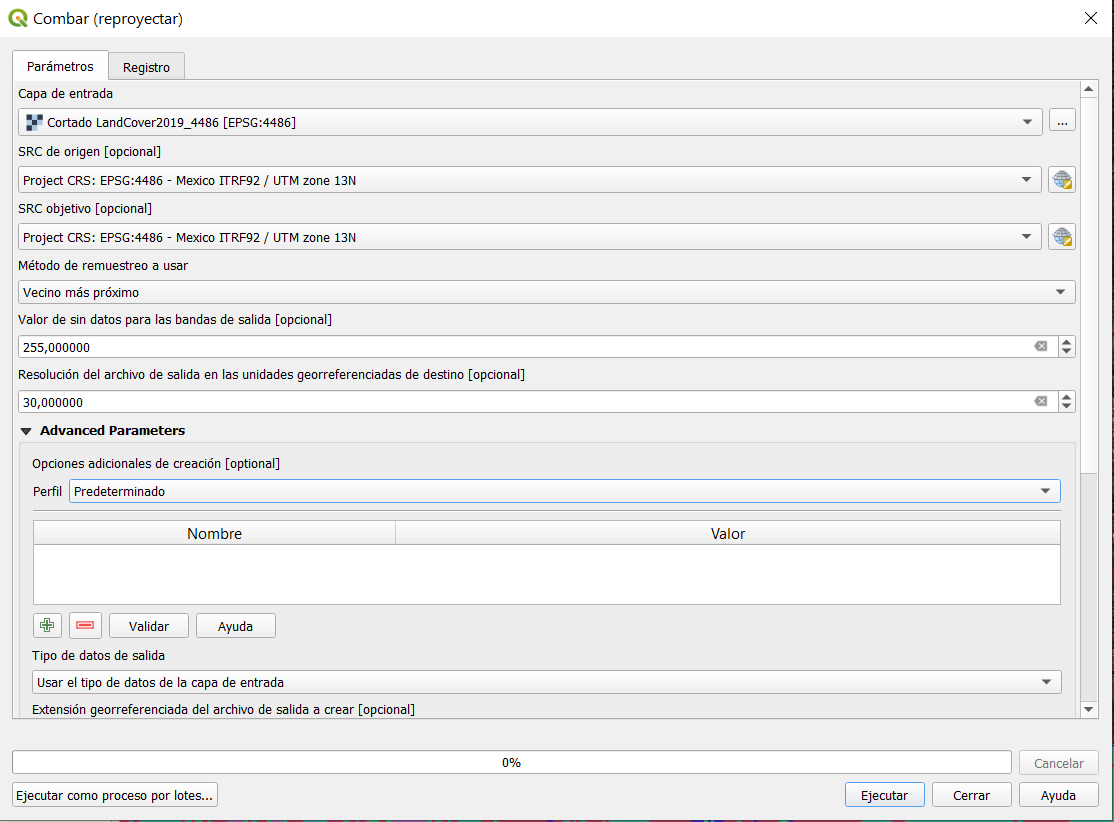 Combar (reproyectar)
Parámetros Registro
Capa de entrada
Cortado LandCover2019_4486 [EPSG:4486]
...
SRC de origen [opcional]
Project CRS: EPSG:4486 - Mexico ITRF92 / UTM zone 13N
SRC objetivo [opcional]
Project CRS: EPSG:4486 - Mexico ITRF92 / UTM zone 13N
Método de remuestreo a usar
Vecino más próximo
Valor de sin datos para las bandas de salida [opcional]
255,000000
Resolución del archivo de salida en las unidades georreferenciadas de destino [opcional]
30,000000
Advanced Parameters
Opciones adicionales de creación [optional]
Perfil Predeterminado
Nombre Valor
Validar Ayuda
Tipo de datos de salida
Usar el tipo de datos de la capa de entrada
Extensión georreferenciada del archivo de salida a crear [opcional]
0% Cancelar
Ejecutar como proceso por lotes... Ejecutar Cerrar Ayuda